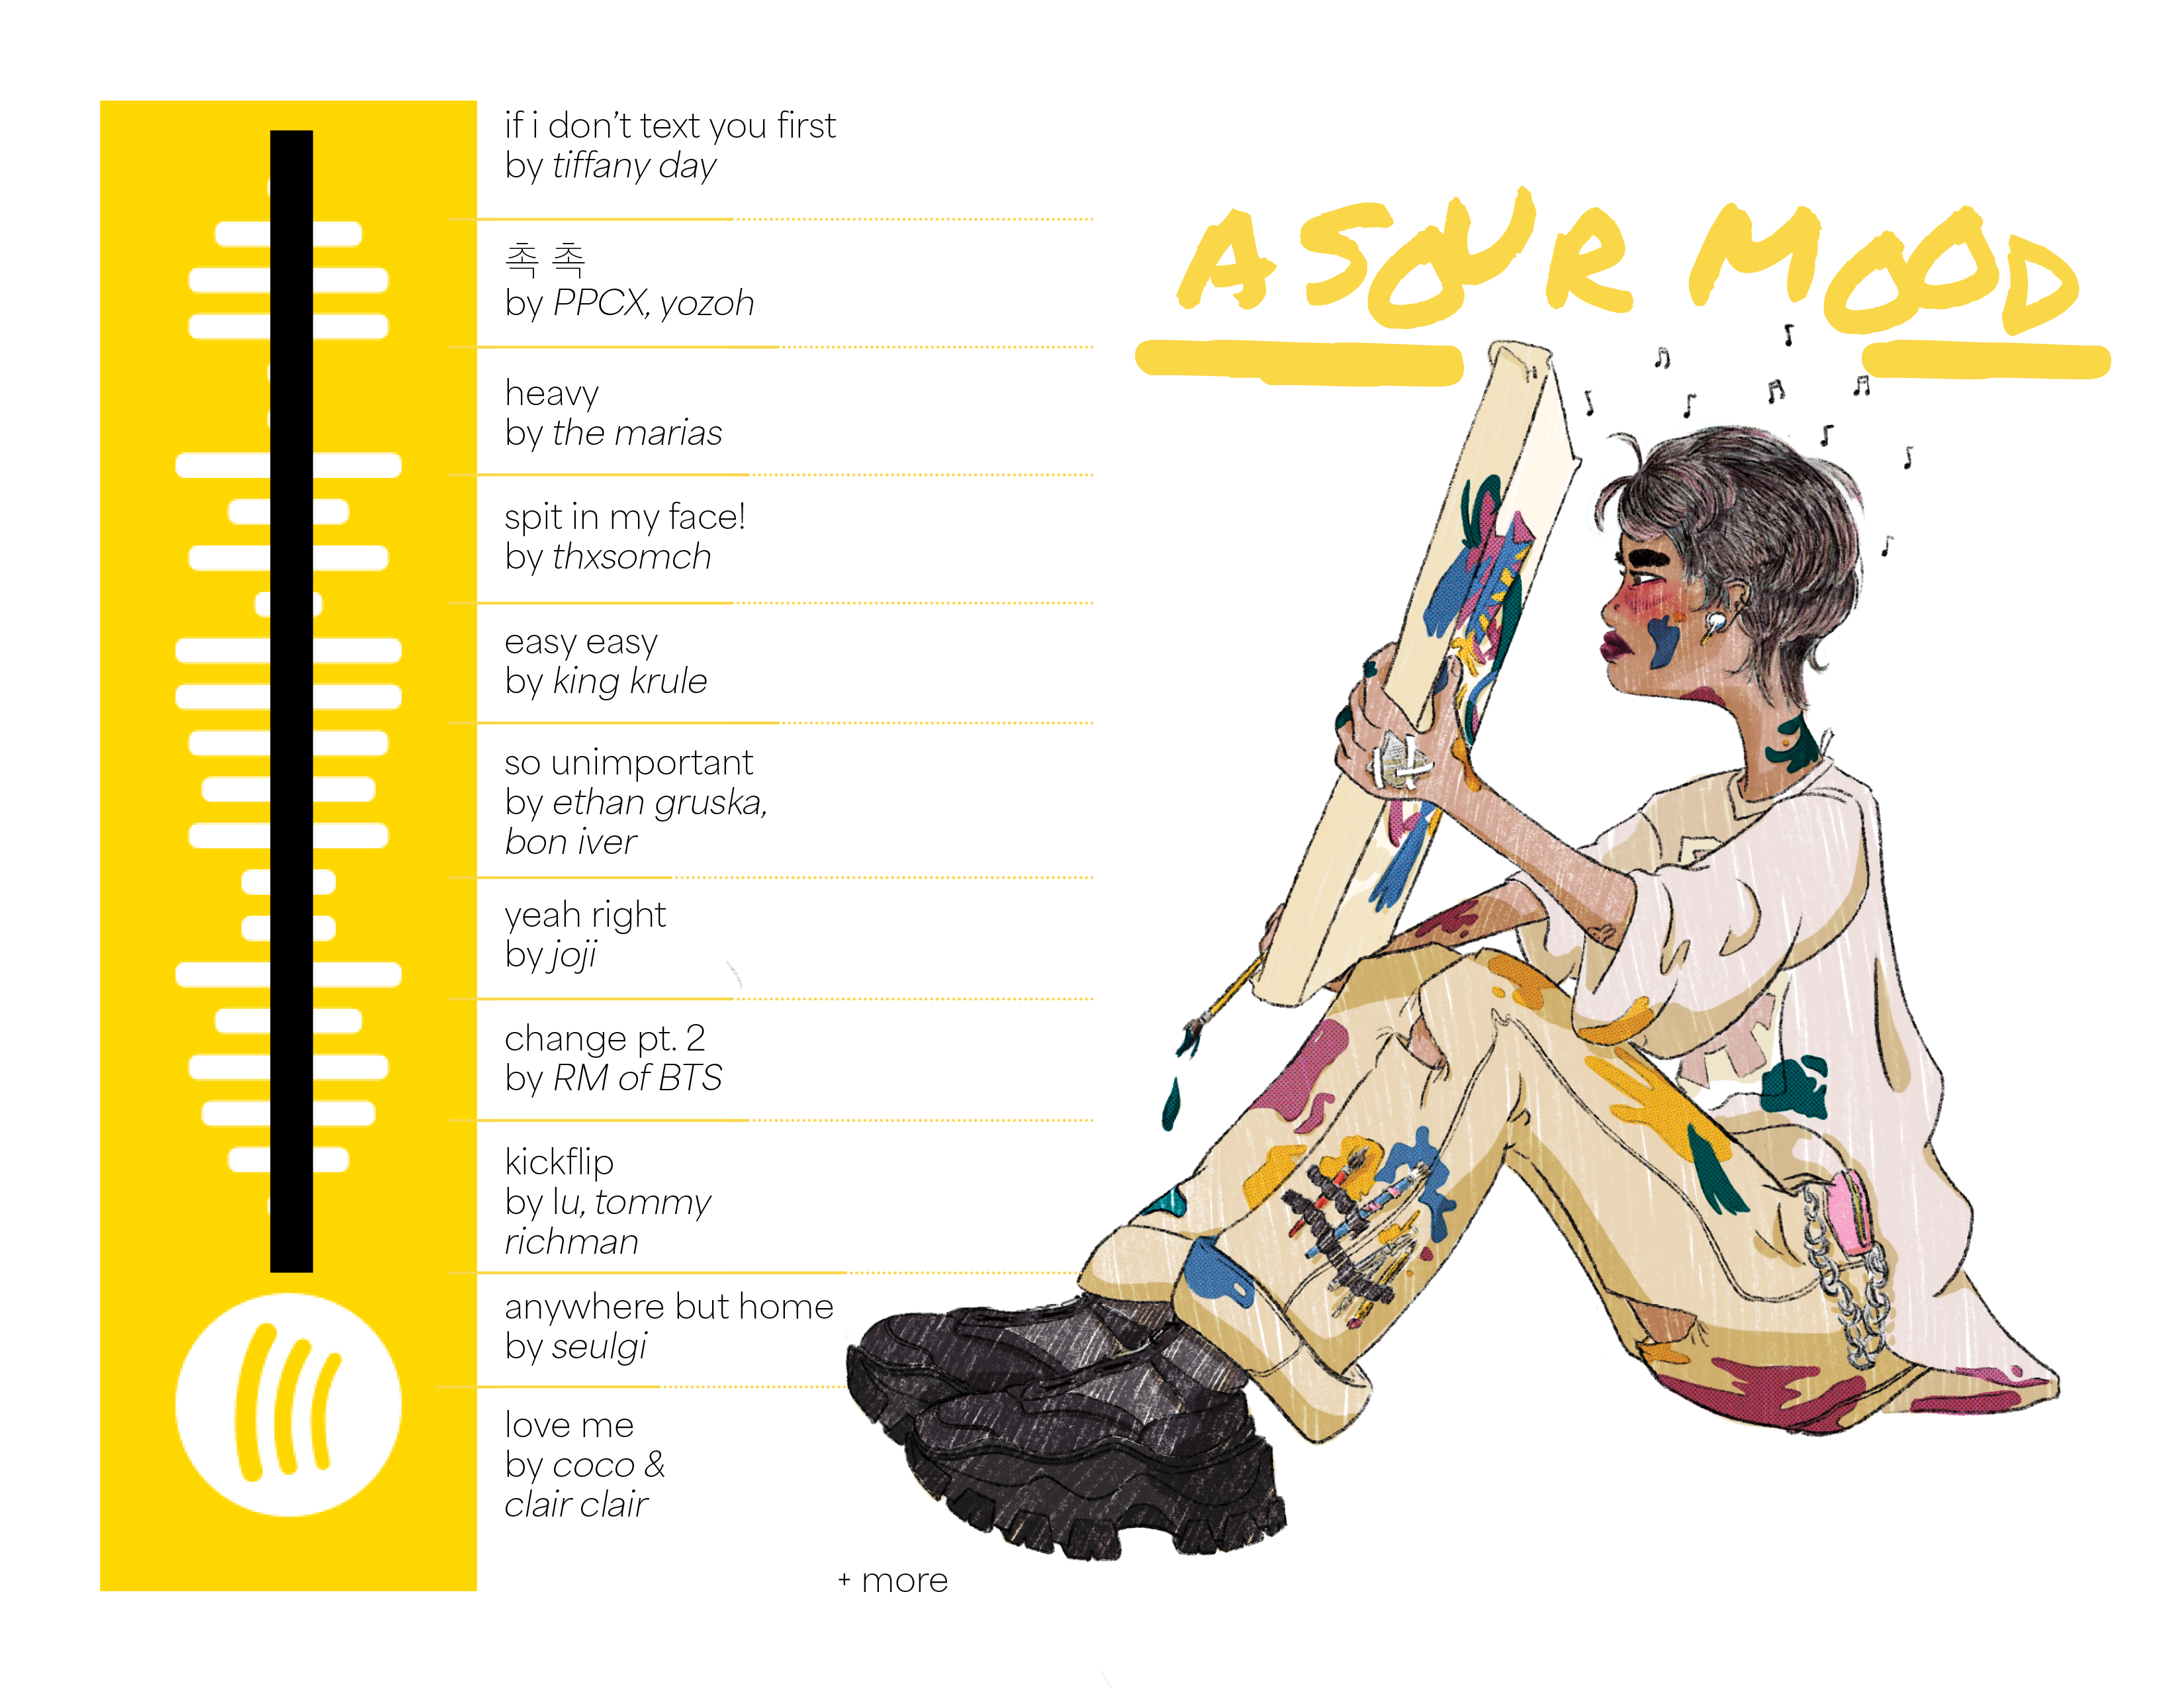 if i don’t text you first
by tiffany day
촉 촉
by PPCX, yozoh
heavy
by the marias
spit in my face!
by thxsomch
easy easy
by king krule
so unimportant
by ethan gruska,
bon iver
yeah right
by joji
change pt. 2
by RM of BTS
kickflip
by lu, tommy
richman
anywhere but home
by seulgi
love me
by coco &
clair clair
+ more
A SOUR MOOD